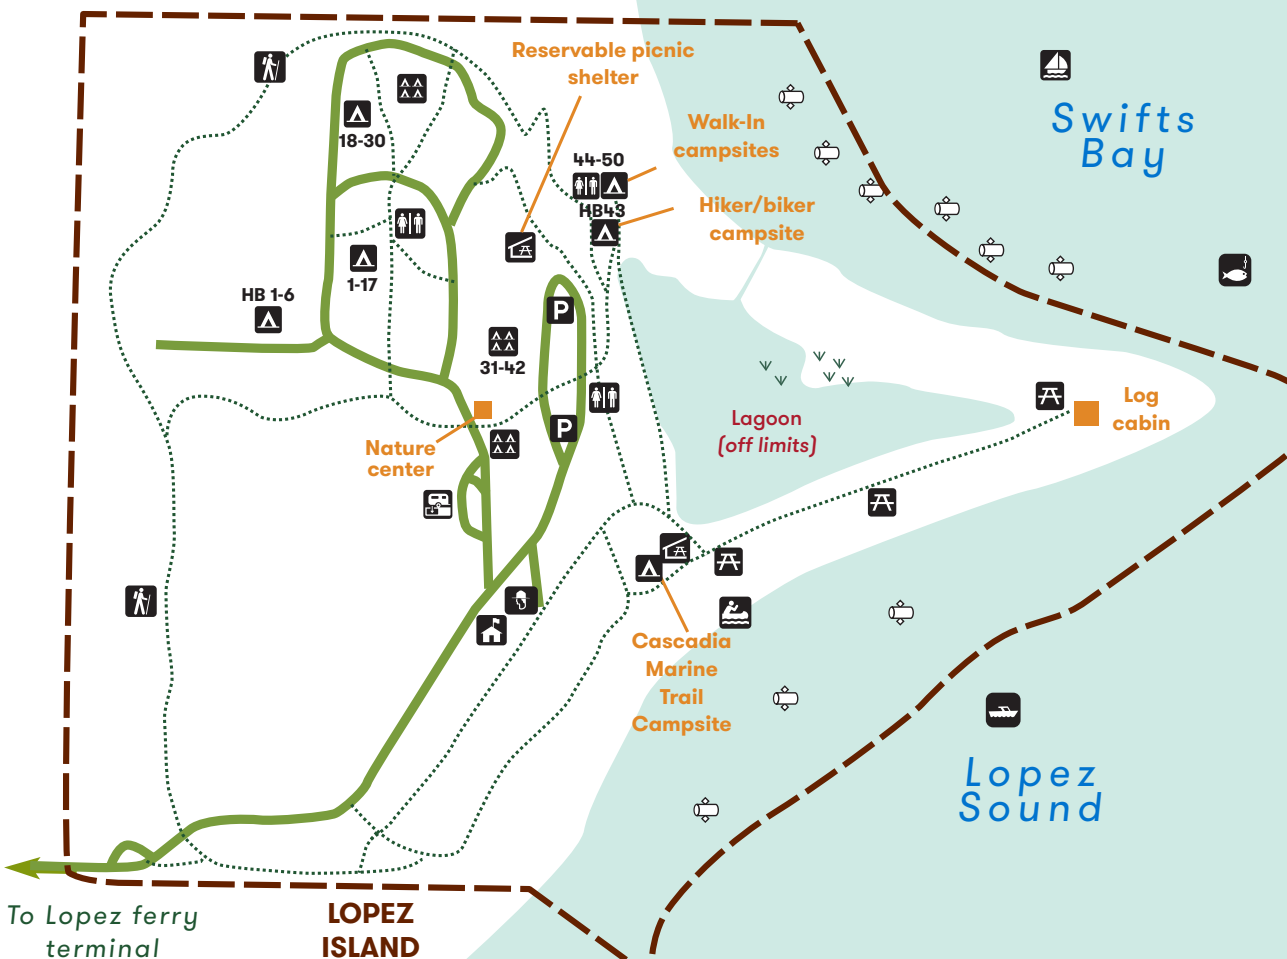 Reservable picnic
shelter
Swifts
Bay
Walk-In
campsites
18-30
44-50
HB43
Hiker/biker
campsite
1-17
HB 1-6
P
31-42
Log
cabin
Lagoon
(off limits)
P
Nature
center
Cascadia
Marine
Trail
Campsite
Lopez
Sound
To Lopez ferry
terminal
LOPEZ
ISLAND